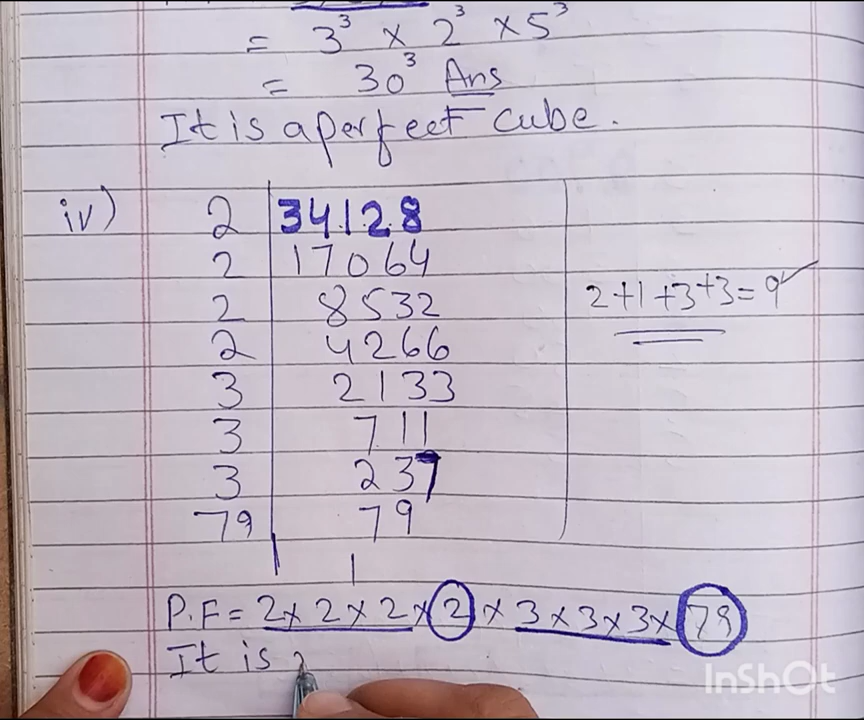 = 3³ × 2³ × 5³
= 30³ Ans
It is a perfect cube.
iv) 2 | 34128
2 | 17064
2 | 8532
2+1+3+3=9
2 | 4266
3 | 2133
3 | 711
3 | 237
79 | 79
1
P.F = 2 × 2 × 2 × 2 × 3 × 3 × 3 × 79
It is
InShOt